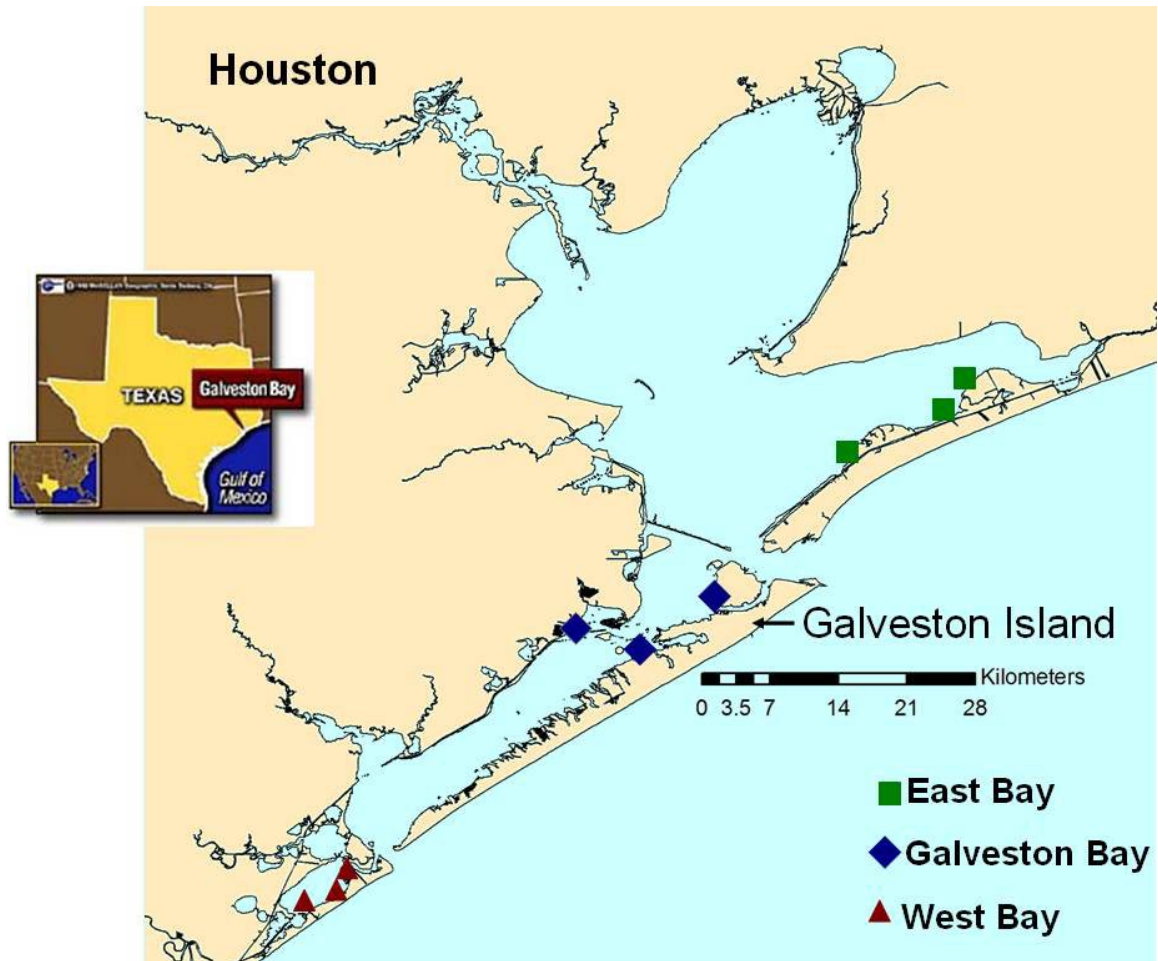 Houston
TEXAS
Galveston Bay
Gulf of
Mexico
Galveston Island
Kilometers
0 3.5 7 14 21 28
East Bay
Galveston Bay
West Bay